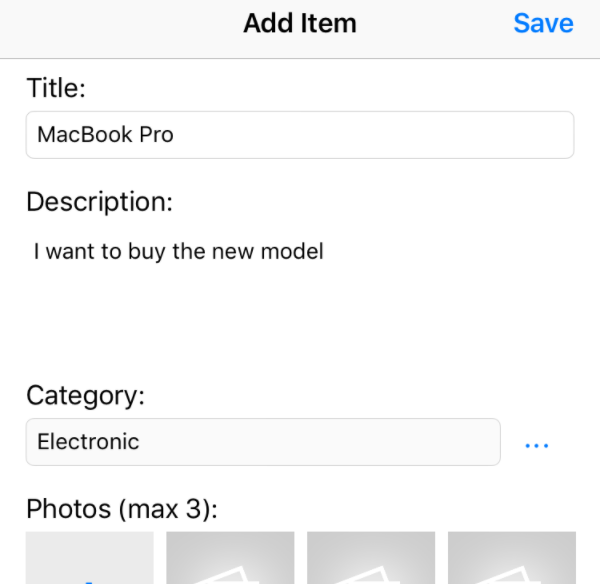 Add Item
Save
Title:
MacBook Pro
Description:
I want to buy the new model
Category:
Electronic
...
Photos (max 3):